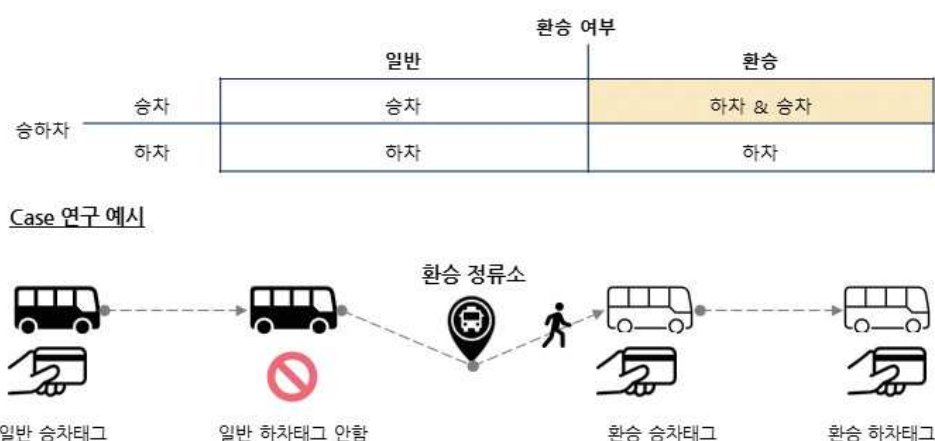 환승 여부
일반 환승
승차 승차 하차 & 승차
승하차
하차 하차 하차
Case 연구 예시
환승 정류소
일반 승차태그 일반 하차태그 안함 환승 승차태그 환승 하차태그